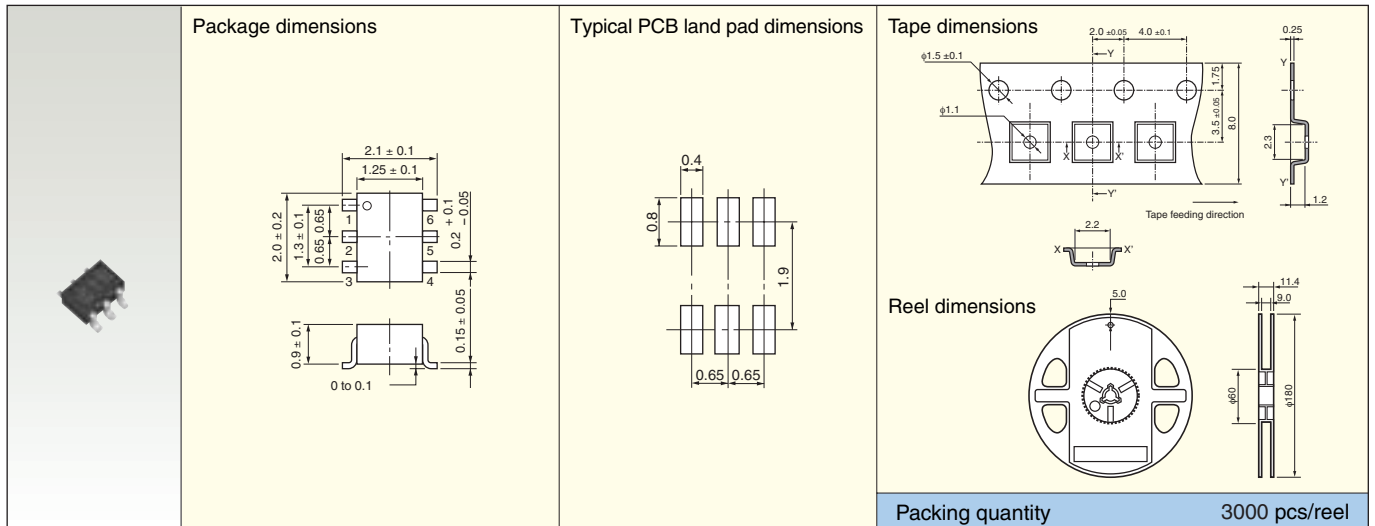 Package dimensions
2.1 ± 0.1
1.25 ± 0.1
2.0 ± 0.2
1.3 ± 0.1
0.65 0.65
1
2
3
6
5
4
0.2 + 0.1
− 0.05
0.9 ± 0.1
0.15 ± 0.05
0 to 0.1
Typical PCB land pad dimensions
0.4
0.8
1.9
0.65 0.65
Tape dimensions
2.0 ±0.05 4.0 ±0.1
0.25
φ1.5 ±0.1
Y
Y
1.75
φ1.1
3.5 ±0.05
8.0
2.3
X X'
Y'
Y'
1.2
Tape feeding direction
2.2
X X'
Reel dimensions
5.0
11.4
9.0
φ60
φ180
Packing quantity 3000 pcs/reel